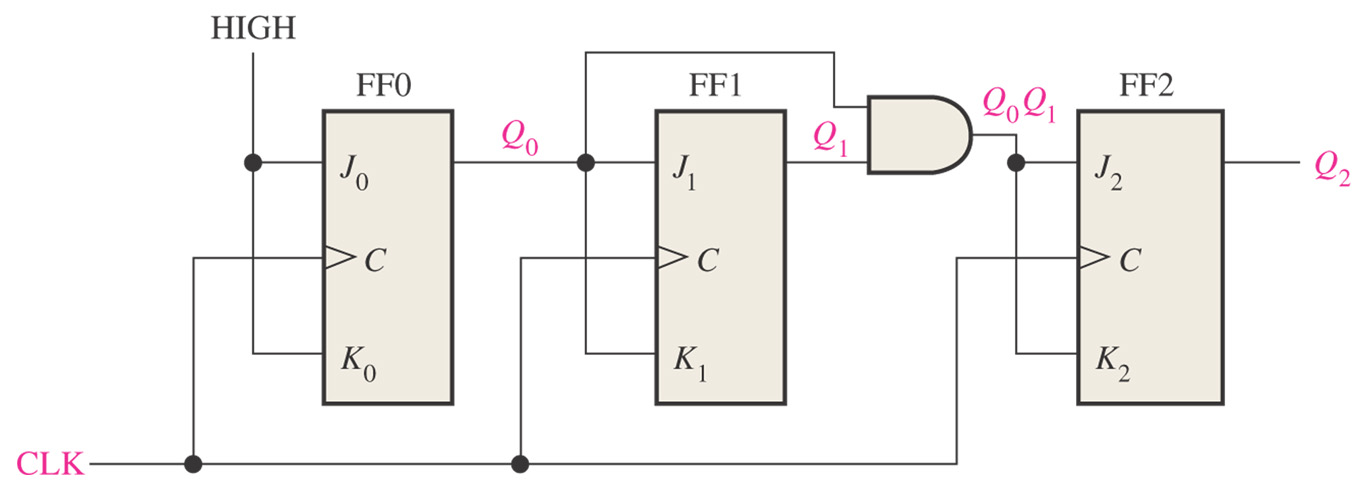 HIGH
FF0
FF1
FF2
Q₀
Q₁
Q₀Q₁
Q₂
J₀
J₁
J₂
C
C
C
K₀
K₁
K₂
CLK